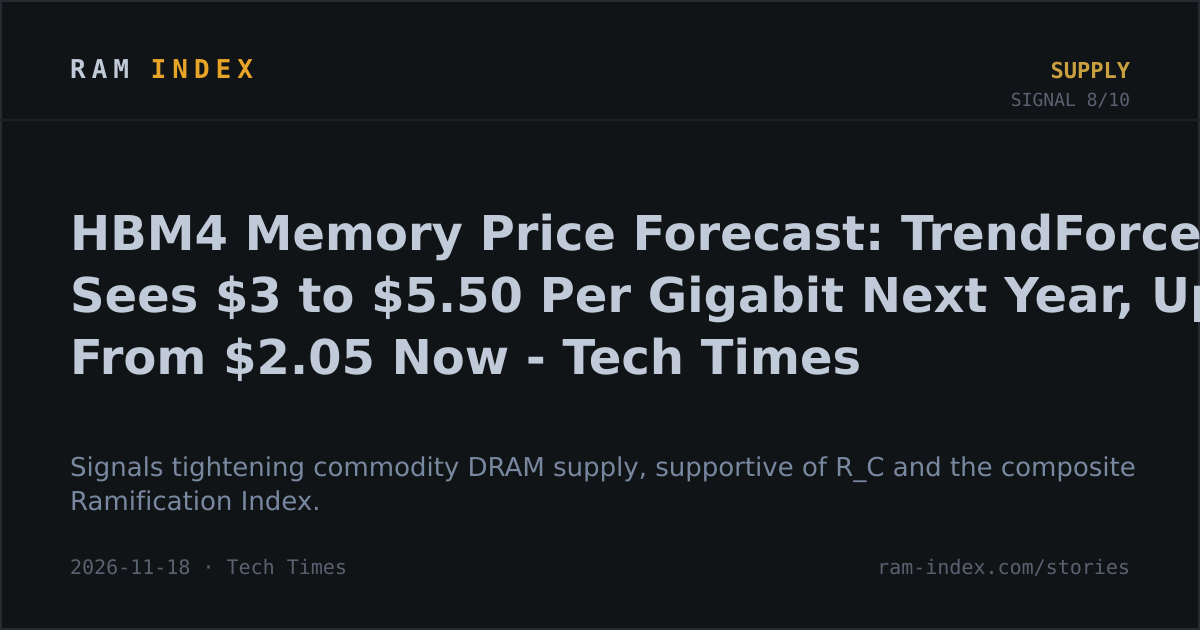 RAM INDEX
SUPPLY
SIGNAL 8/10
HBM4 Memory Price Forecast: TrendForce
Sees $3 to $5.50 Per Gigabit Next Year, Up
From $2.05 Now - Tech Times
Signals tightening commodity DRAM supply, supportive of R_C and the composite
Ramification Index.
2026-11-18 · Tech Times
ram-index.com/stories